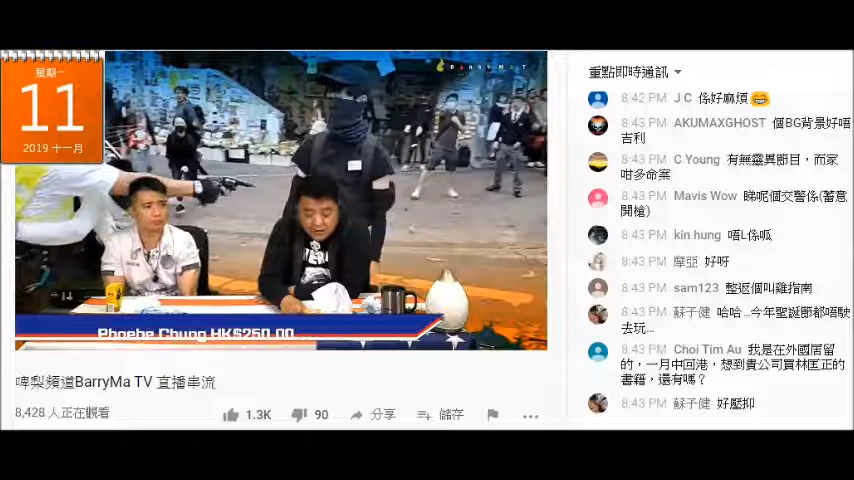 星期一
11
2019 十一月
BARRYMAT
Phoebe Chung HK$250.00
啤梨頻道BarryMa TV 直播串流
8,428 人正在觀看
1.3K
90
分享
儲存
重點即時通訊
8:42 PM J C 係好麻煩
8:43 PM AKUMAXGHOST 個BG背景好唔
吉利
8:43 PM C Young 有無靈異節目，而家
咁多命案
8:43 PM Mavis Wow 睇呢個交警係(蓄意
開槍)
8:43 PM kin hung 唔L係呱
8:43 PM 摩亞 好呀
8:43 PM sam123 整返個叫雞指南
8:43 PM 蘇子健 哈哈...今年聖誕節都唔駛
去玩...
8:43 PM Choi Tim Au 我是在外國居留
的，一月中回港，想到貴公司買林匡正的
書籍，還有嗎？
8:43 PM 蘇子健 好壓抑